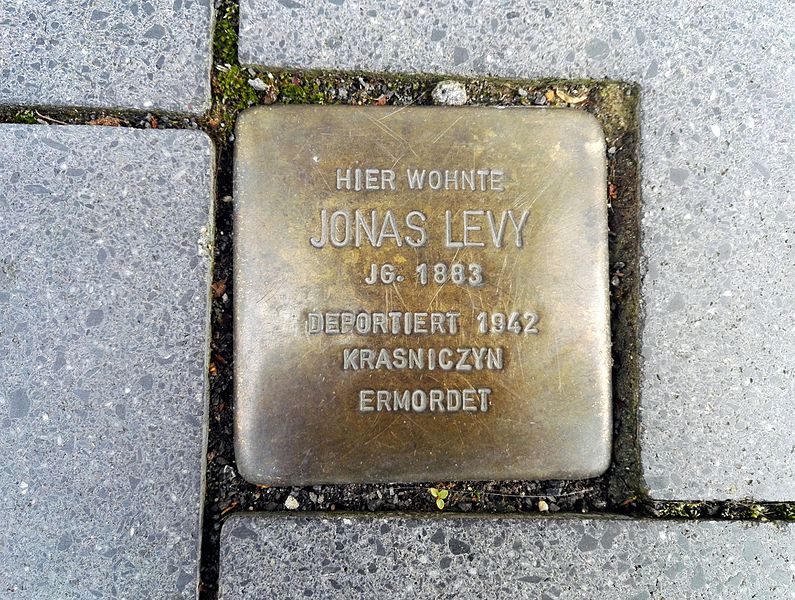 HIER WOHNTE
JONAS LEVY
JG. 1883
DEPORTIERT 1942
KRASNICZYN
ERMORDET